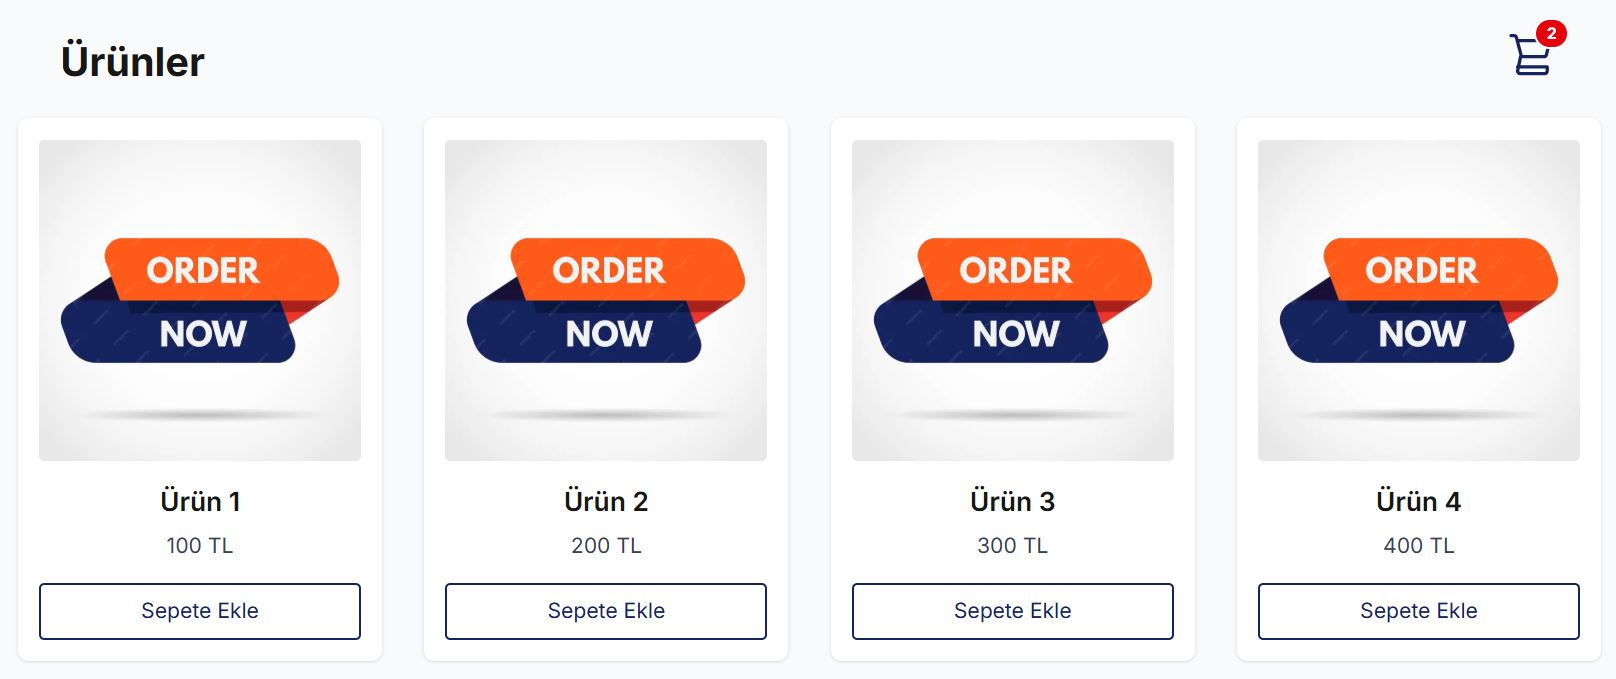 Ürünler
2
ORDER
NOW
Ürün 1
100 TL
Sepete Ekle
ORDER
NOW
Ürün 2
200 TL
Sepete Ekle
ORDER
NOW
Ürün 3
300 TL
Sepete Ekle
ORDER
NOW
Ürün 4
400 TL
Sepete Ekle